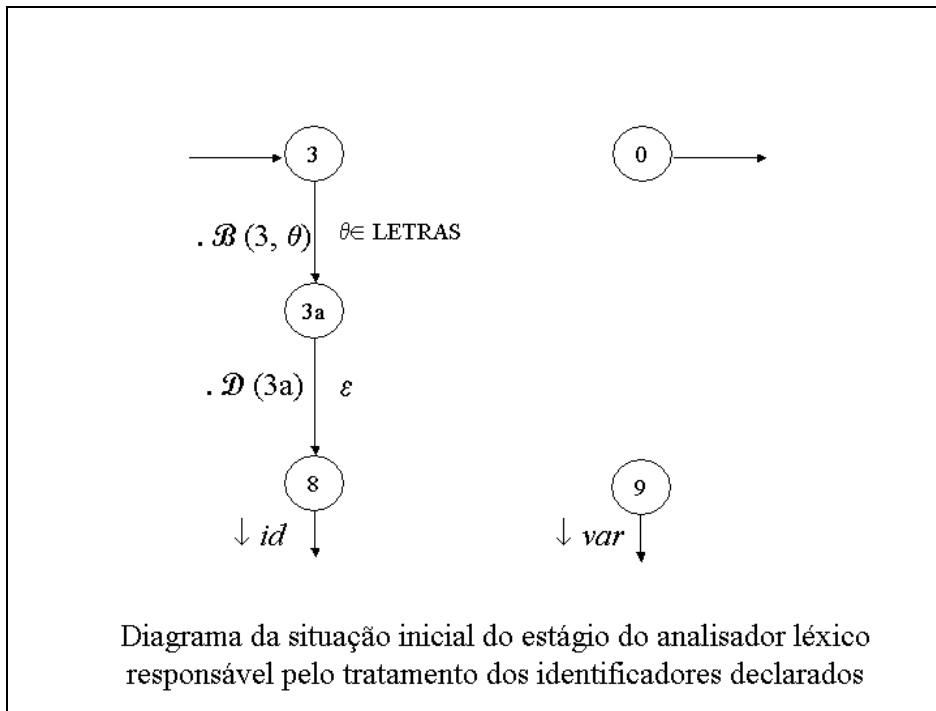 3 0
. ℬ (3, θ) θ∈ LETRAS
3a
. 𝒟 (3a) ε
8 9
↓ id ↓ var
Diagrama da situação inicial do estágio do analisador léxico
responsável pelo tratamento dos identificadores declarados